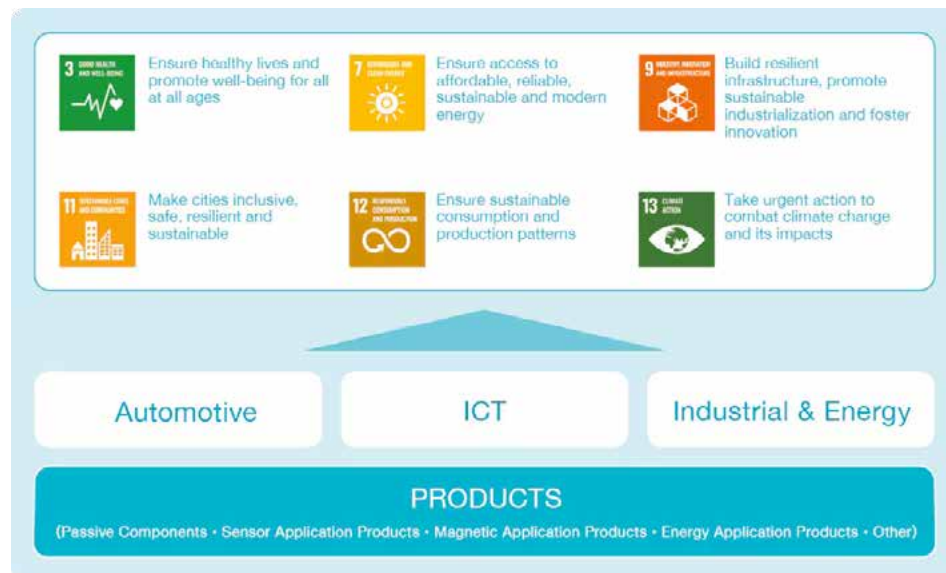 3 GOOD HEALTH
AND WELL-BEING
Ensure healthy lives and
promote well-being for all
at all ages
7 AFFORDABLE AND
CLEAN ENERGY
Ensure access to
affordable, reliable,
sustainable and modern
energy
9 INDUSTRY, INNOVATION
AND INFRASTRUCTURE
Build resilient
infrastructure, promote
sustainable
industrialization and foster
innovation
11 SUSTAINABLE CITIES
AND COMMUNITIES
Make cities inclusive,
safe, resilient and
sustainable
12 RESPONSIBLE
CONSUMPTION
AND PRODUCTION
Ensure sustainable
consumption and
production patterns
13 CLIMATE
ACTION
Take urgent action to
combat climate change
and its impacts
Automotive
ICT
Industrial & Energy
PRODUCTS
(Passive Components・Sensor Application Products・Magnetic Application Products・Energy Application Products・Other)